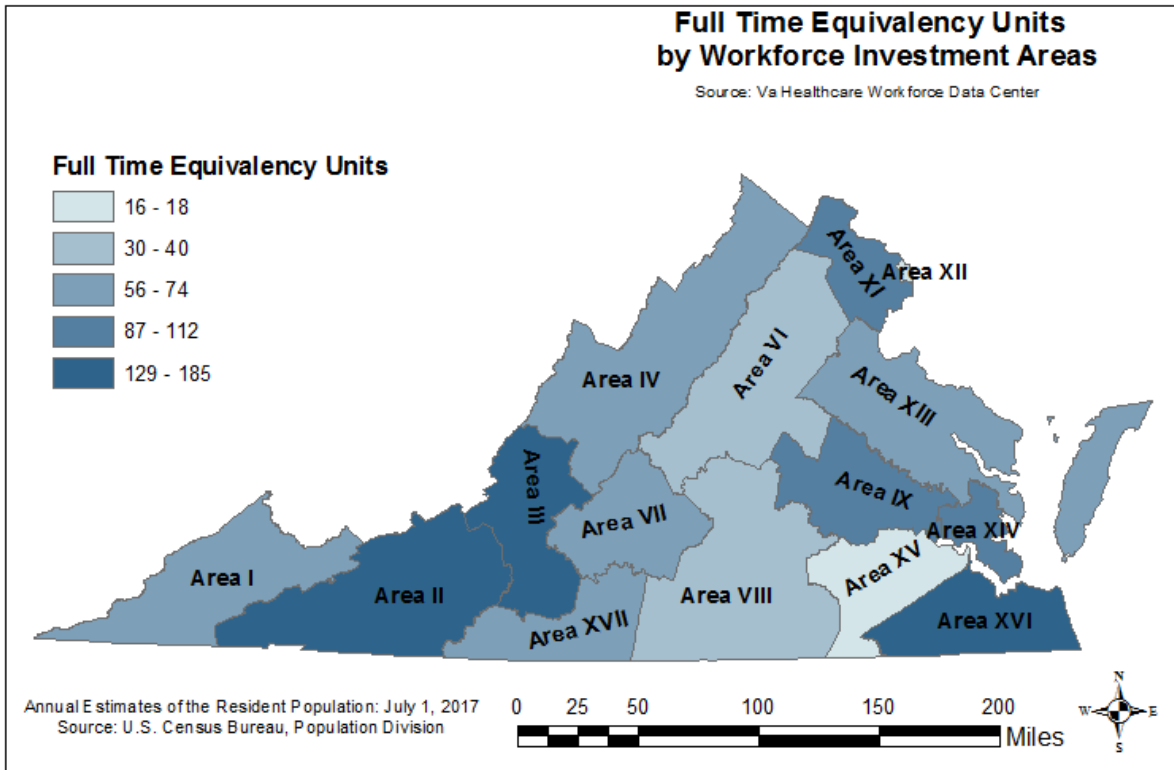 Full Time Equivalency Units
by Workforce Investment Areas
Source: Va Healthcare Workforce Data Center
Full Time Equivalency Units
16 - 18
30 - 40
56 - 74
87 - 112
129 - 185
Area XI
Area XII
Area VI
Area IV
Area XIII
Area III
Area IX
Area VII
Area XIV
Area XV
Area I
Area II
Area VIII
Area XVII
Area XVI
Annual Estimates of the Resident Population: July 1, 2017
Source: U.S. Census Bureau, Population Division
0 25 50 100 150 200
Miles
N
W E
S